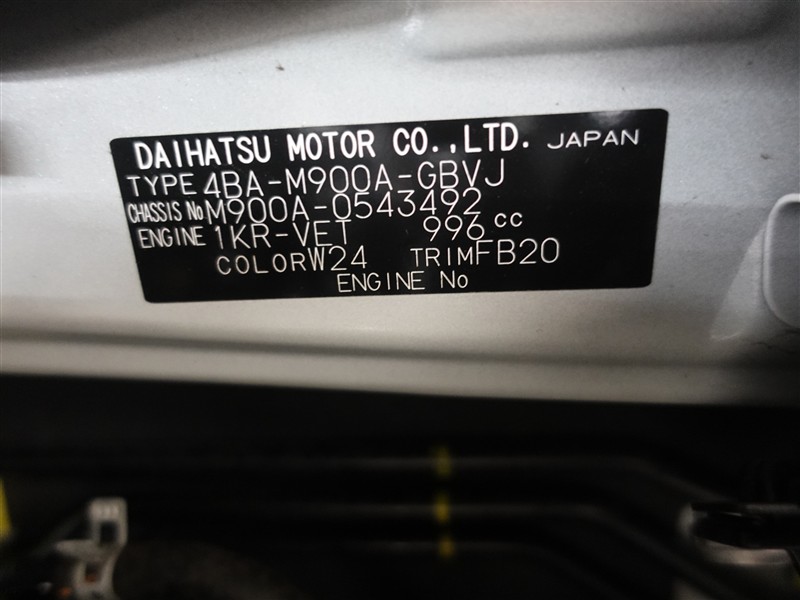 DAIHATSU MOTOR CO.,LTD. JAPAN
TYPE 4BA-M900A-GBVJ
CHASSIS No M900A-0543492
ENGINE 1KR-VET 996 cc
COLOR W24 TRIM FB20
ENGINE No